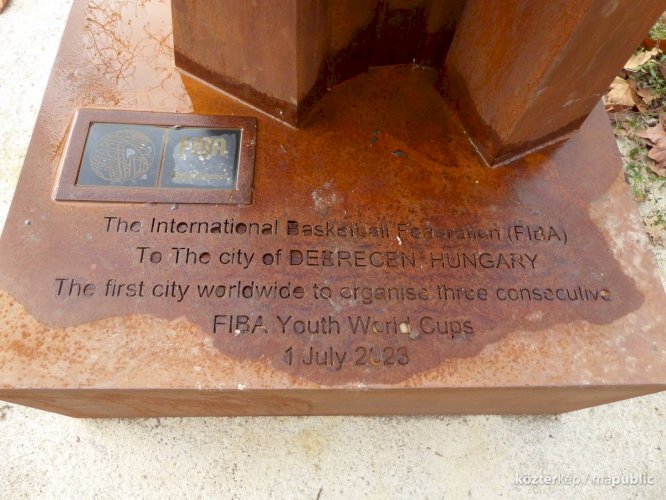 FIBA
The International Basketball Federation (FIBA)
To The city of DEBRECEN, HUNGARY
The first city worldwide to organise three consecutive
FIBA Youth World Cups
1 July 2023
kozterkep / mapublic